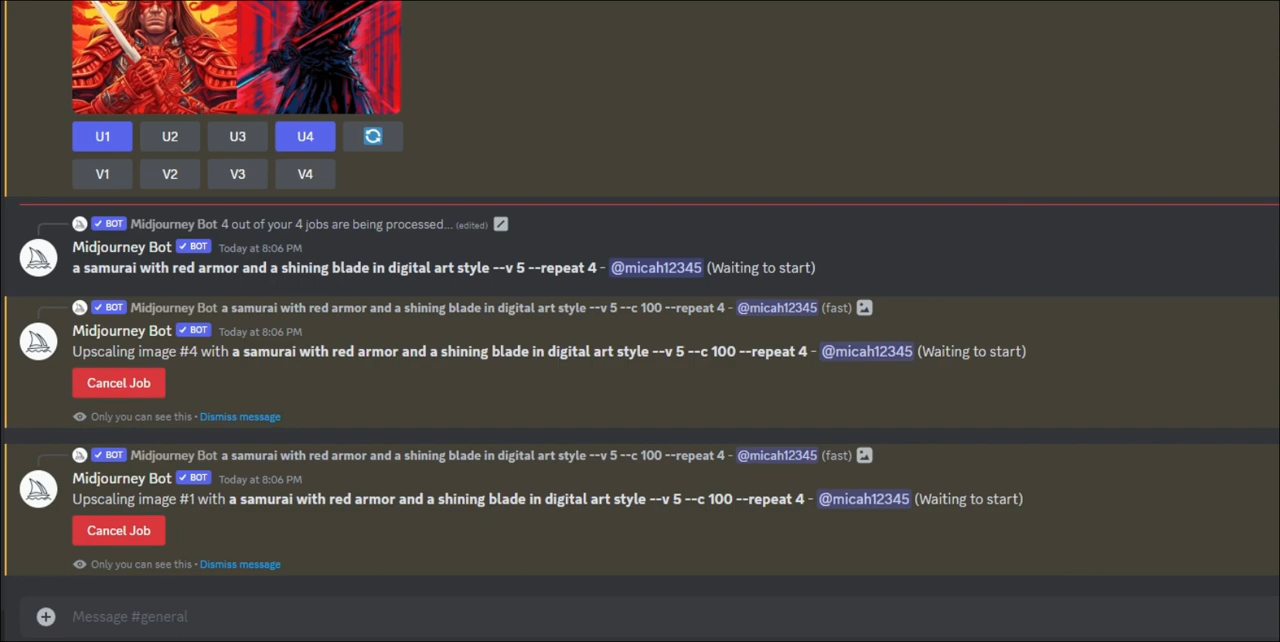 U1 U2 U3 U4
V1 V2 V3 V4
✓ BOT Midjourney Bot 4 out of your 4 jobs are being processed... (edited)
Midjourney Bot ✓ BOT Today at 8:06 PM
a samurai with red armor and a shining blade in digital art style --v 5 --repeat 4 - @micah12345 (Waiting to start)
✓ BOT Midjourney Bot a samurai with red armor and a shining blade in digital art style --v 5 --c 100 --repeat 4 - @micah12345 (fast)
Midjourney Bot ✓ BOT Today at 8:06 PM
Upscaling image #4 with a samurai with red armor and a shining blade in digital art style --v 5 --c 100 --repeat 4 - @micah12345 (Waiting to start)
Cancel Job
Only you can see this • Dismiss message
✓ BOT Midjourney Bot a samurai with red armor and a shining blade in digital art style --v 5 --c 100 --repeat 4 - @micah12345 (fast)
Midjourney Bot ✓ BOT Today at 8:06 PM
Upscaling image #1 with a samurai with red armor and a shining blade in digital art style --v 5 --c 100 --repeat 4 - @micah12345 (Waiting to start)
Cancel Job
Only you can see this • Dismiss message
Message #general